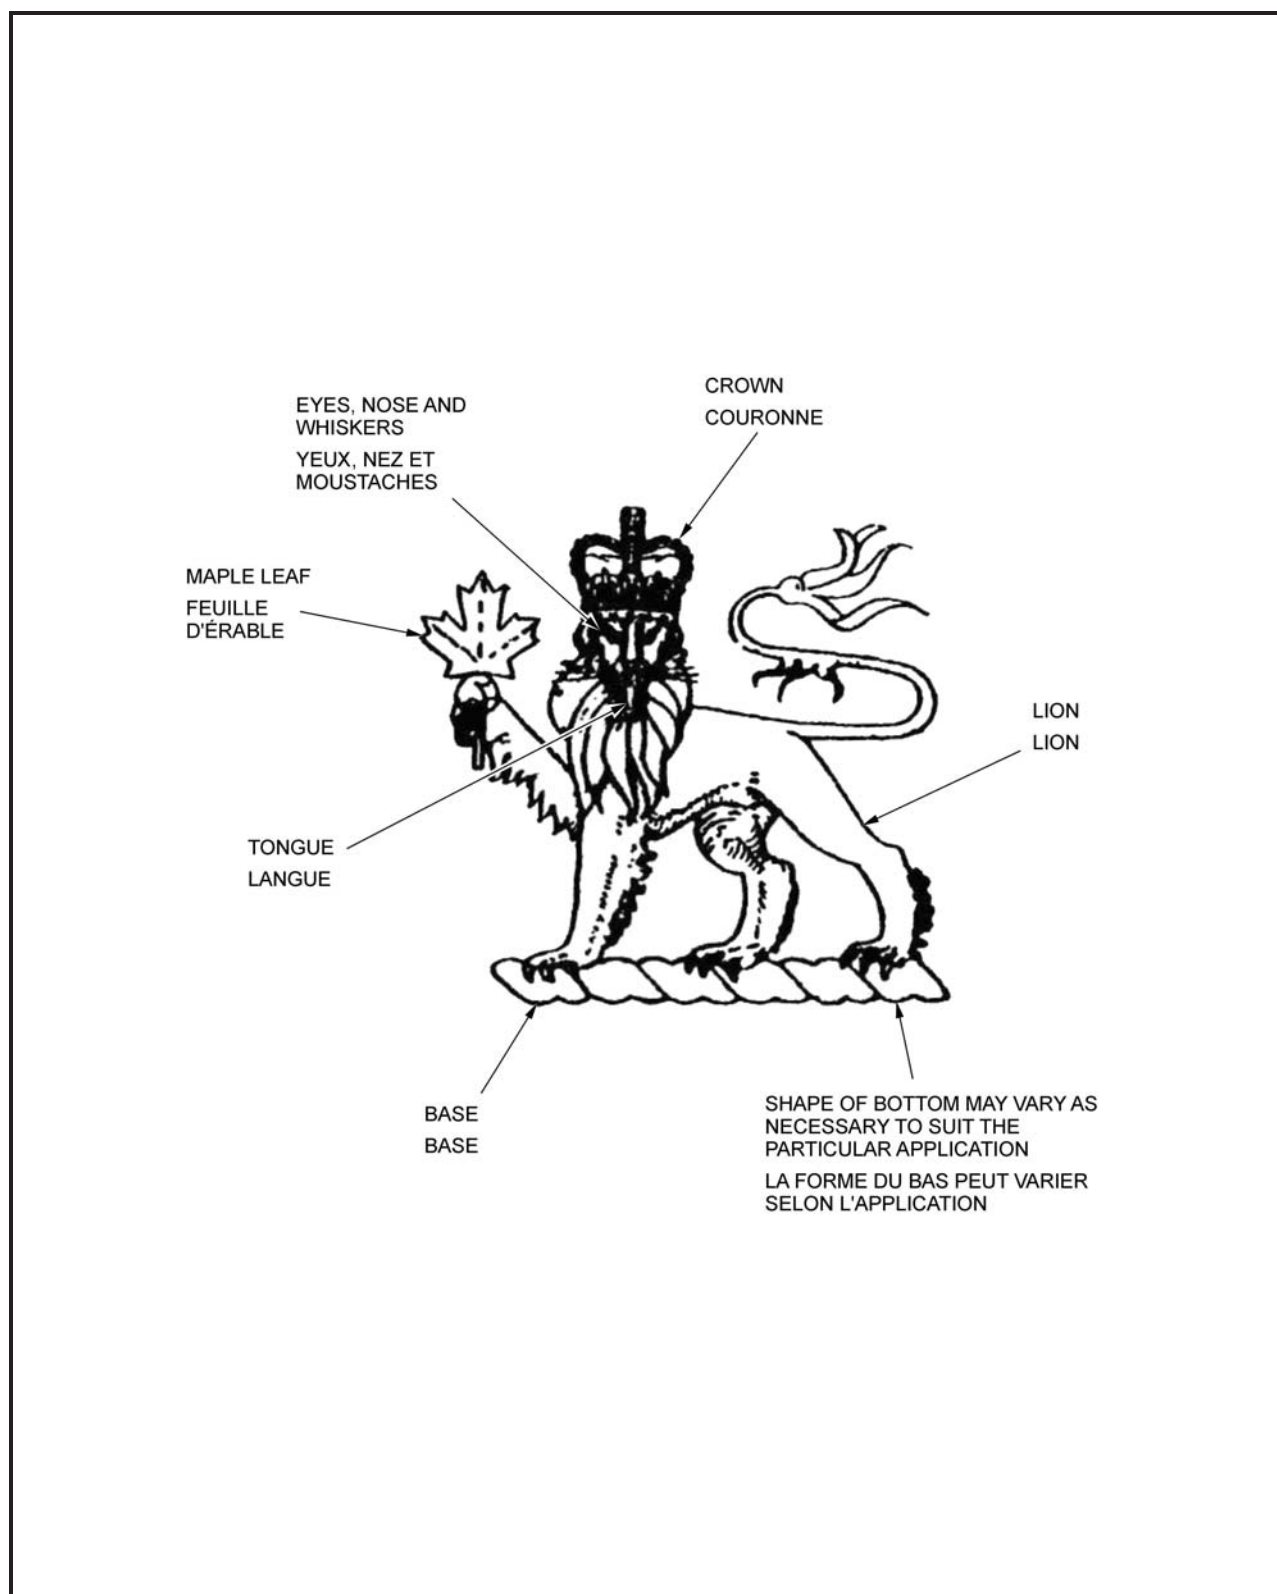 CROWN
COURONNE
EYES, NOSE AND
WHISKERS
YEUX, NEZ ET
MOUSTACHES
MAPLE LEAF
FEUILLE
D'ÉRABLE
LION
LION
TONGUE
LANGUE
BASE
BASE
SHAPE OF BOTTOM MAY VARY AS
NECESSARY TO SUIT THE
PARTICULAR APPLICATION
LA FORME DU BAS PEUT VARIER
SELON L'APPLICATION